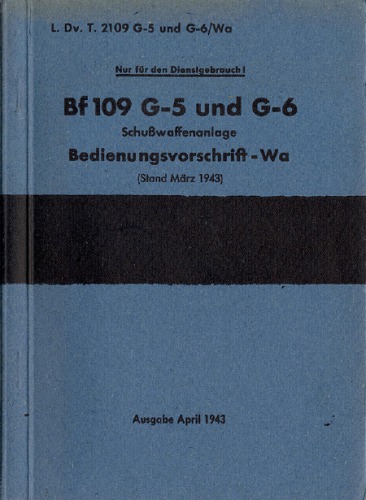 L. Dv. T. 2109 G-5 und G-6/Wa
Nur für den Dienstgebrauch!
Bf 109 G-5 und G-6
Schußwaffenanlage
Bedienungsvorschrift-Wa
(Stand März 1943)
Ausgabe April 1943